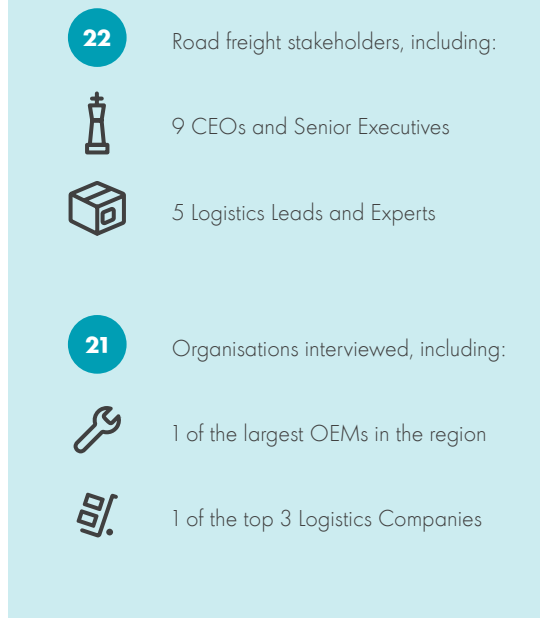 22 Road freight stakeholders, including:
9 CEOs and Senior Executives
5 Logistics Leads and Experts
21 Organisations interviewed, including:
1 of the largest OEMs in the region
1 of the top 3 Logistics Companies